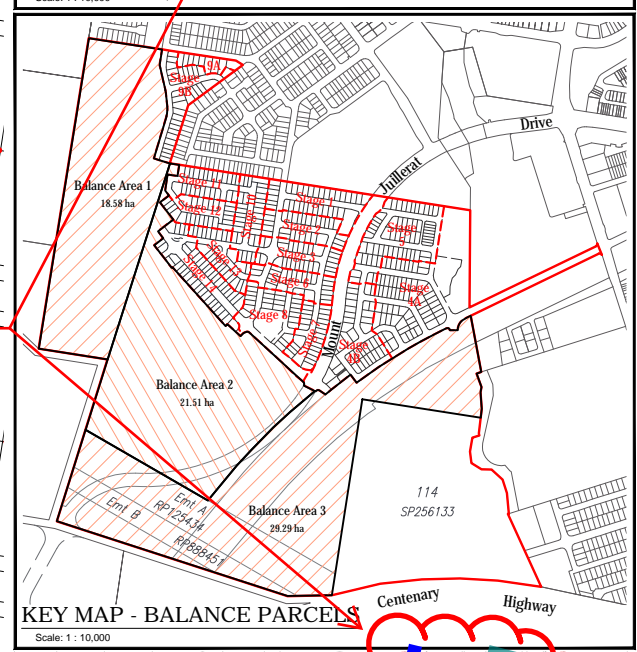 Drive
Juillerat
Mount
Stage
9A
Stage
9B
Balance Area 1
18.58 ha
Stage 11
Stage 12
Stage 1
Stage 2
Stage
5
Stage 6
Stage
4A
Stage 8
Stage
4B
Balance Area 2
21.51 ha
Emt A
RP125434
Emt B
RP888451
Balance Area 3
29.29 ha
114
SP256133
Centenary
Highway
KEY MAP - BALANCE PARCELS
Scale: 1 : 10,000